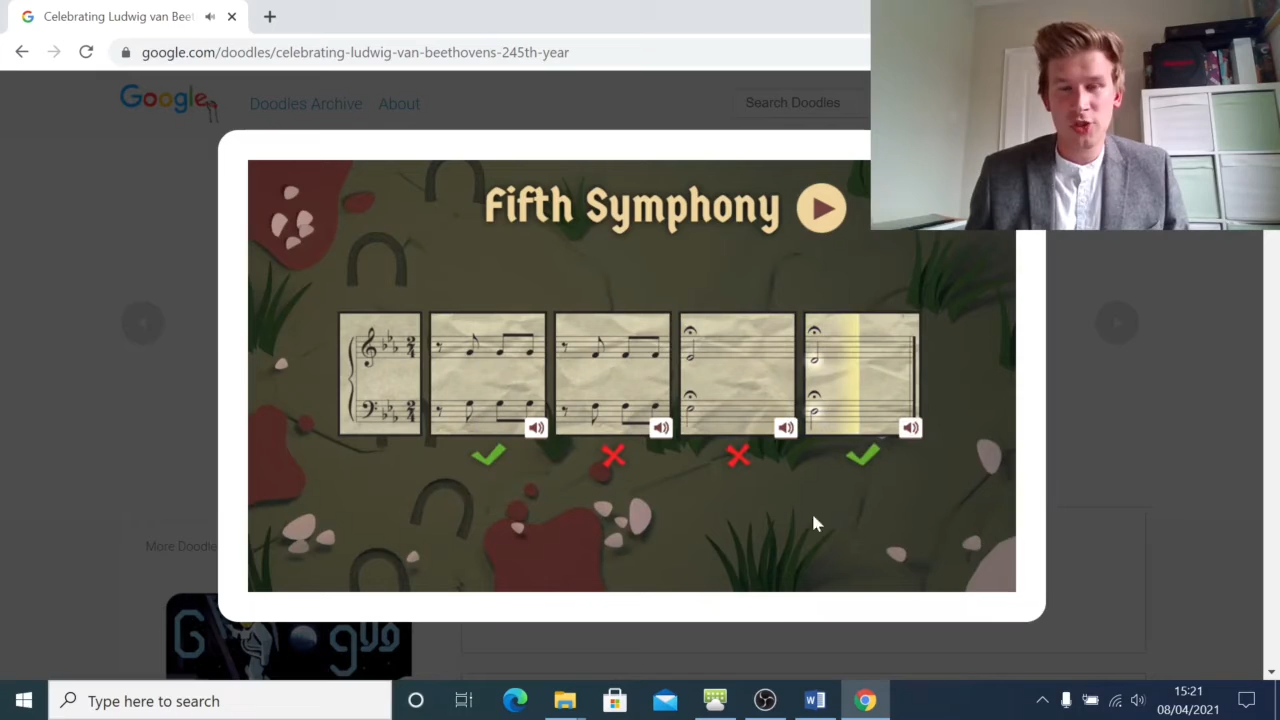 Celebrating Ludwig van Beet
google.com/doodles/celebrating-ludwig-van-beethovens-245th-year
Google
Doodles Archive
About
Search Doodles
Fifth Symphony
More Doodle
Type here to search
15:21
08/04/2021